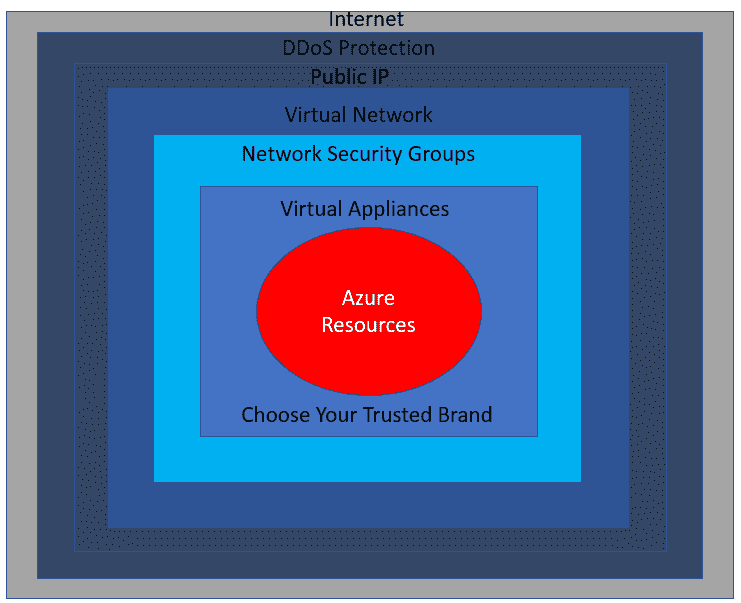 Internet
DDoS Protection
Public IP
Virtual Network
Network Security Groups
Virtual Appliances
Azure
Resources
Choose Your Trusted Brand